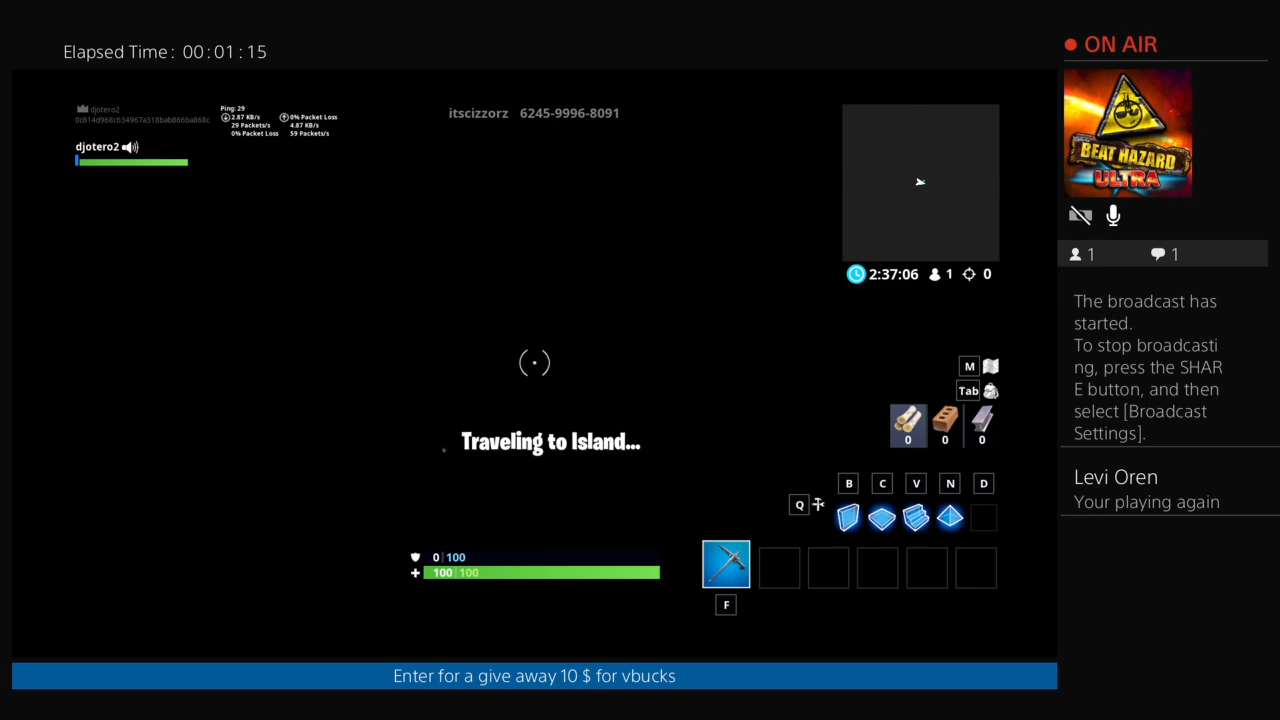 Elapsed Time: 00:01:15
ON AIR
djotero2
0c814d968c634967a318bab866ba868c
Ping: 29
2.87 KB/s
29 Packets/s
0% Packet Loss
0% Packet Loss
4.87 KB/s
59 Packets/s
djotero2
itscizzorz 6245-9996-8091
BEAT HAZARD
ULTRA
2:37:06 1 0
1 1
The broadcast has
started.
To stop broadcasti
ng, press the SHAR
E button, and then
select [Broadcast
Settings].
Levi Oren
Your playing again
M
Tab
0 0 0
Traveling to Island...
B C V N D
Q
0 100
100 100
F
Enter for a give away 10 $ for vbucks